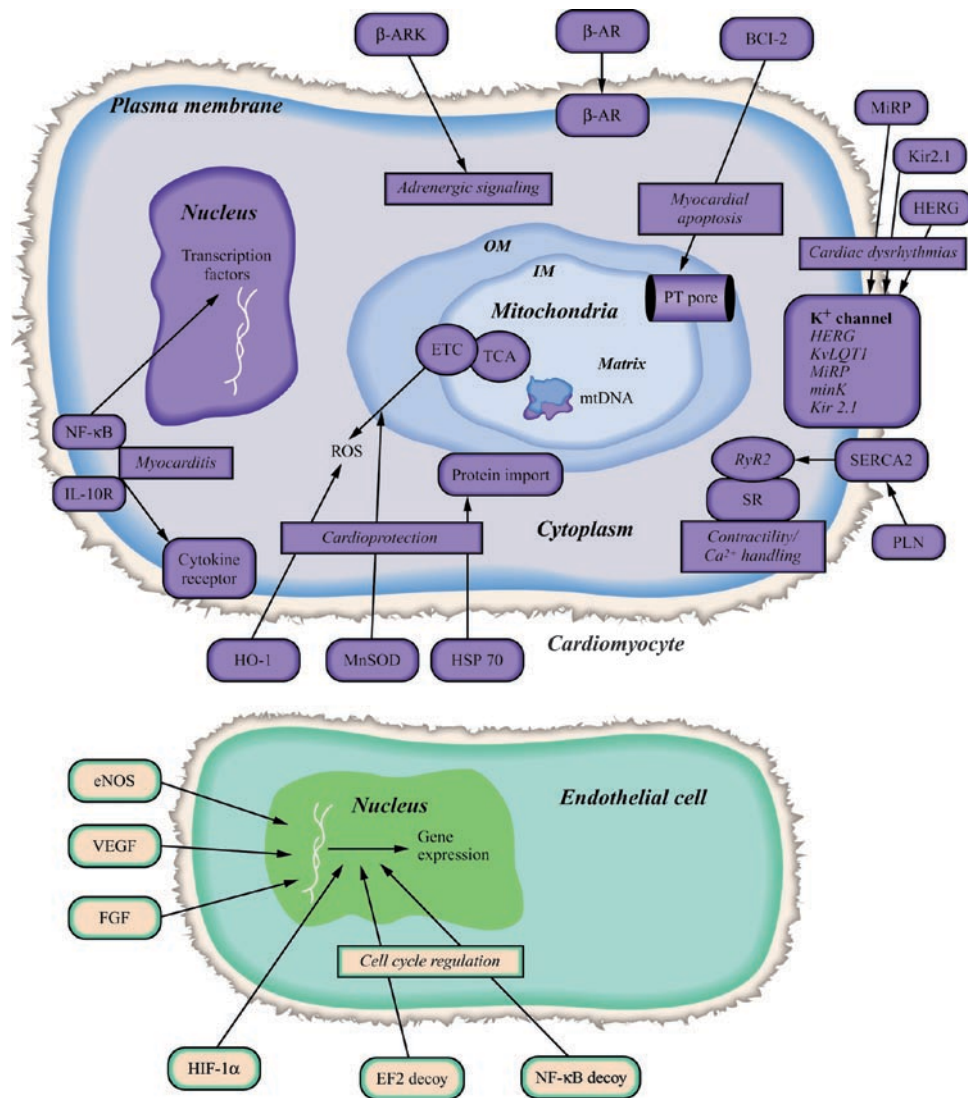 β-ARK
β-AR
BCI-2
Plasma membrane
β-AR
MiRP
Kir2.1
HERG
Adrenergic signaling
Myocardial
apoptosis
Cardiac dysrhythmias
Nucleus
Transcription
factors
OM
IM
Mitochondria
PT pore
ETC
TCA
Matrix
mtDNA
K⁺ channel
HERG
KvLQT1
MiRP
minK
Kir 2.1
NF-κB
Myocarditis
IL-10R
Cytokine
receptor
ROS
Protein import
Cardioprotection
Cytoplasm
RyR2
SERCA2
SR
Contractility/
Ca²⁺ handling
PLN
HO-1
MnSOD
HSP 70
Cardiomyocyte
eNOS
VEGF
FGF
Nucleus
Gene
expression
Endothelial cell
Cell cycle regulation
HIF-1α
EF2 decoy
NF-κB decoy